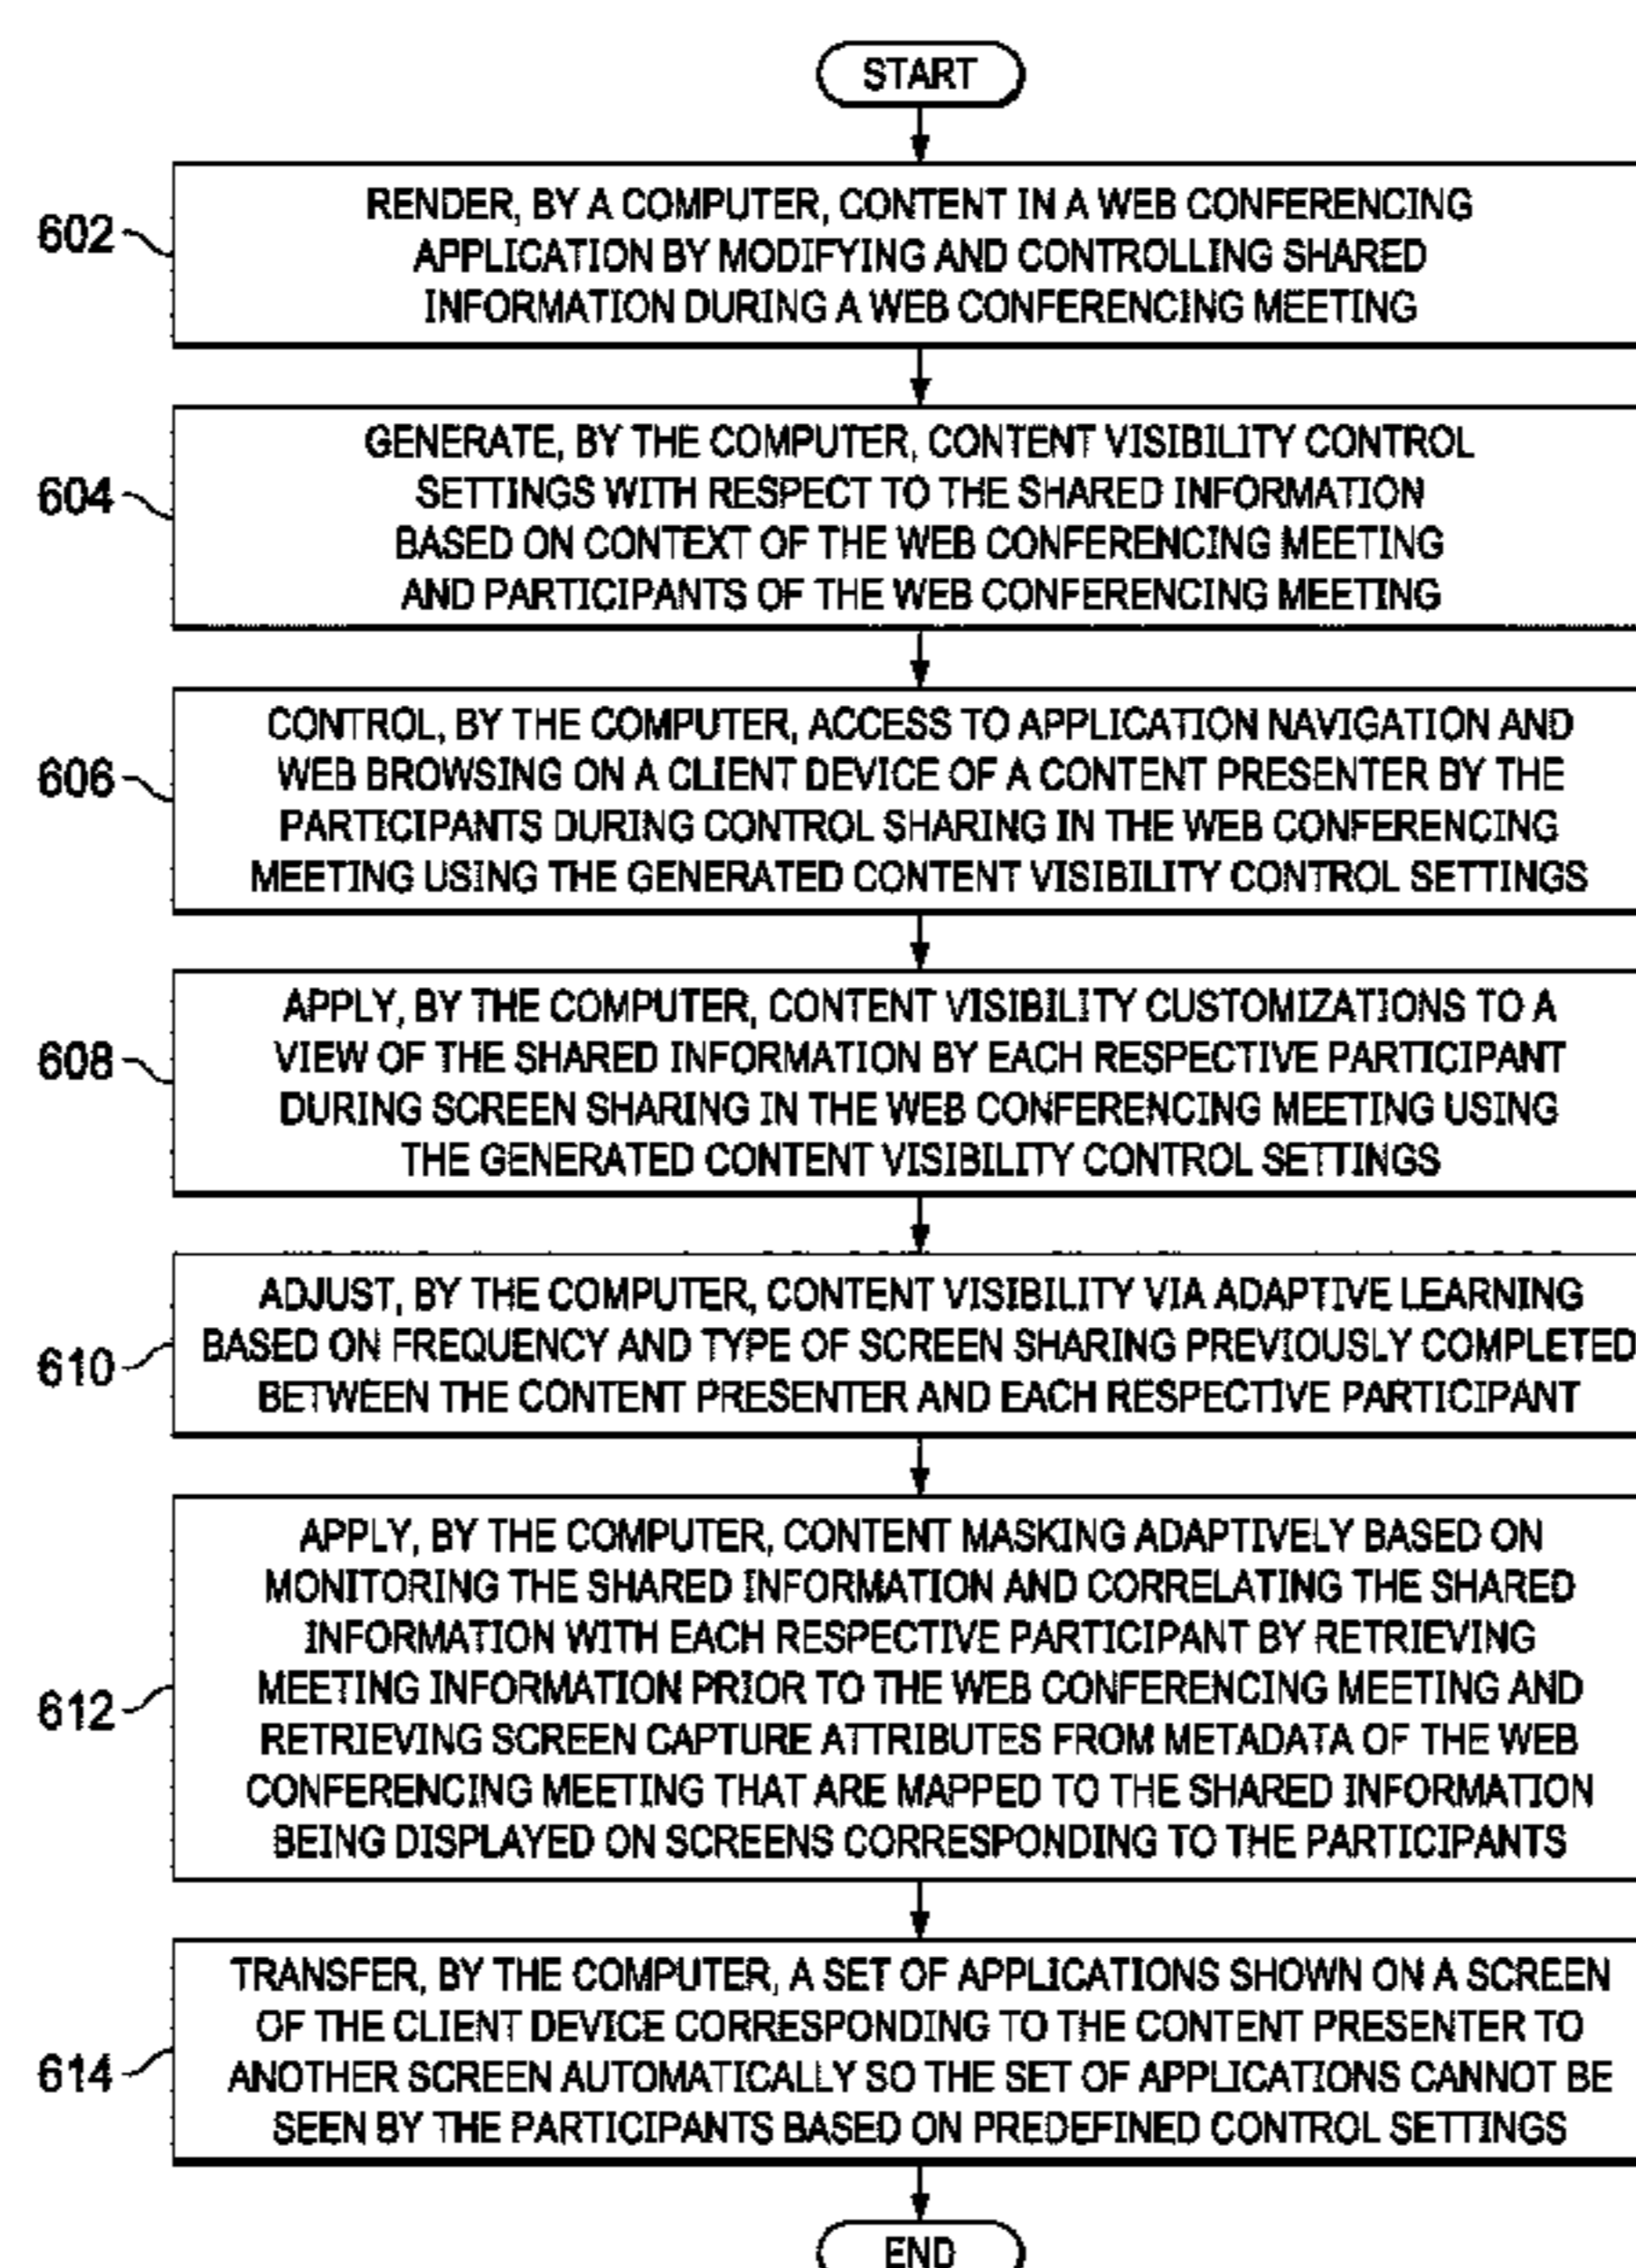 START
602
RENDER, BY A COMPUTER, CONTENT IN A WEB CONFERENCING
APPLICATION BY MODIFYING AND CONTROLLING SHARED
INFORMATION DURING A WEB CONFERENCING MEETING
604
GENERATE, BY THE COMPUTER, CONTENT VISIBILITY CONTROL
SETTINGS WITH RESPECT TO THE SHARED INFORMATION
BASED ON CONTEXT OF THE WEB CONFERENCING MEETING
AND PARTICIPANTS OF THE WEB CONFERENCING MEETING
606
CONTROL, BY THE COMPUTER, ACCESS TO APPLICATION NAVIGATION AND
WEB BROWSING ON A CLIENT DEVICE OF A CONTENT PRESENTER BY THE
PARTICIPANTS DURING CONTROL SHARING IN THE WEB CONFERENCING
MEETING USING THE GENERATED CONTENT VISIBILITY CONTROL SETTINGS
608
APPLY, BY THE COMPUTER, CONTENT VISIBILITY CUSTOMIZATIONS TO A
VIEW OF THE SHARED INFORMATION BY EACH RESPECTIVE PARTICIPANT
DURING SCREEN SHARING IN THE WEB CONFERENCING MEETING USING
THE GENERATED CONTENT VISIBILITY CONTROL SETTINGS
610
ADJUST, BY THE COMPUTER, CONTENT VISIBILITY VIA ADAPTIVE LEARNING
BASED ON FREQUENCY AND TYPE OF SCREEN SHARING PREVIOUSLY COMPLETED
BETWEEN THE CONTENT PRESENTER AND EACH RESPECTIVE PARTICIPANT
612
APPLY, BY THE COMPUTER, CONTENT MASKING ADAPTIVELY BASED ON
MONITORING THE SHARED INFORMATION AND CORRELATING THE SHARED
INFORMATION WITH EACH RESPECTIVE PARTICIPANT BY RETRIEVING
MEETING INFORMATION PRIOR TO THE WEB CONFERENCING MEETING AND
RETRIEVING SCREEN CAPTURE ATTRIBUTES FROM METADATA OF THE WEB
CONFERENCING MEETING THAT ARE MAPPED TO THE SHARED INFORMATION
BEING DISPLAYED ON SCREENS CORRESPONDING TO THE PARTICIPANTS
614
TRANSFER, BY THE COMPUTER, A SET OF APPLICATIONS SHOWN ON A SCREEN
OF THE CLIENT DEVICE CORRESPONDING TO THE CONTENT PRESENTER TO
ANOTHER SCREEN AUTOMATICALLY SO THE SET OF APPLICATIONS CANNOT BE
SEEN BY THE PARTICIPANTS BASED ON PREDEFINED CONTROL SETTINGS
END